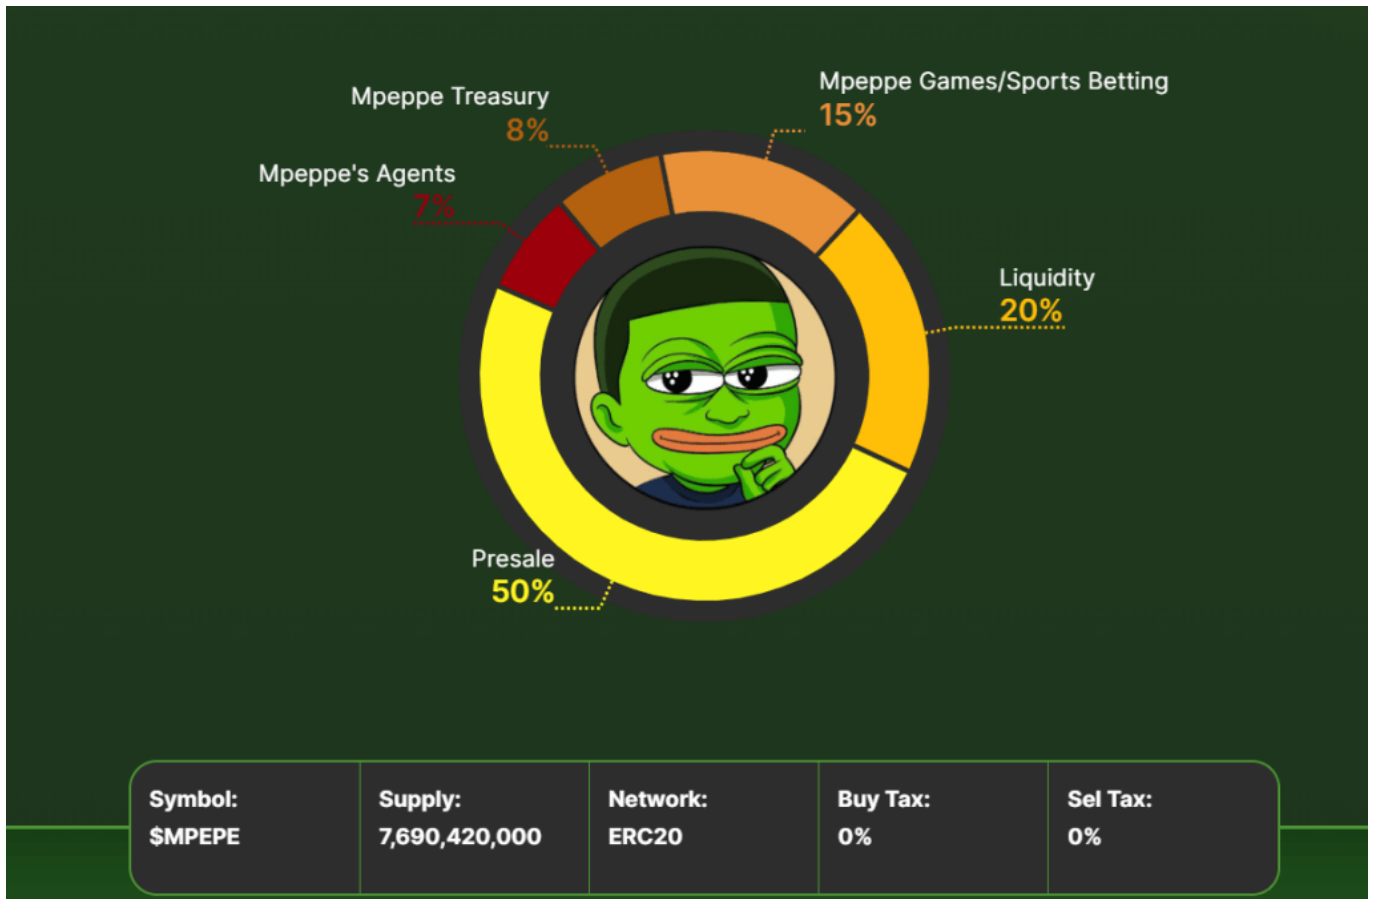 Mpeppe Games/Sports Betting
15%
Mpeppe Treasury
8%
Mpeppe's Agents
7%
Liquidity
20%
Presale
50%
Symbol:
$MPEPE
Supply:
7,690,420,000
Network:
ERC20
Buy Tax:
0%
Sel Tax:
0%